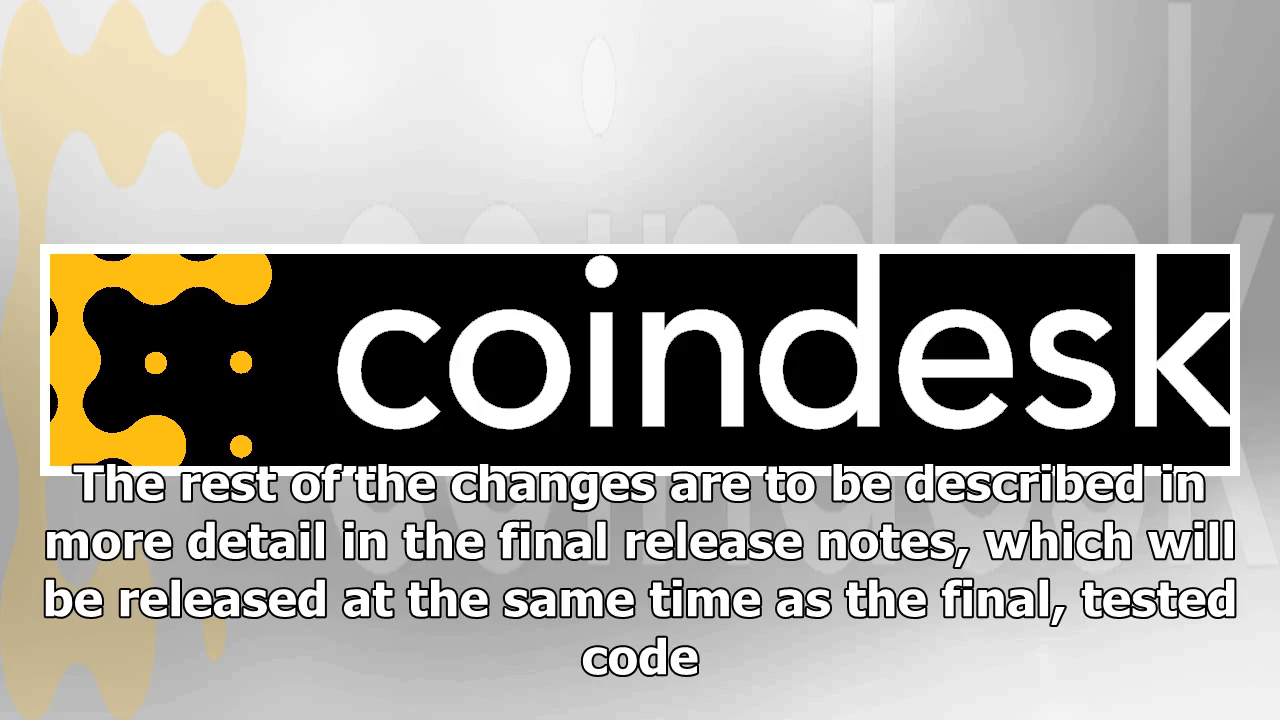 coindesk
The rest of the changes are to be described in
more detail in the final release notes, which will
be released at the same time as the final, tested
code